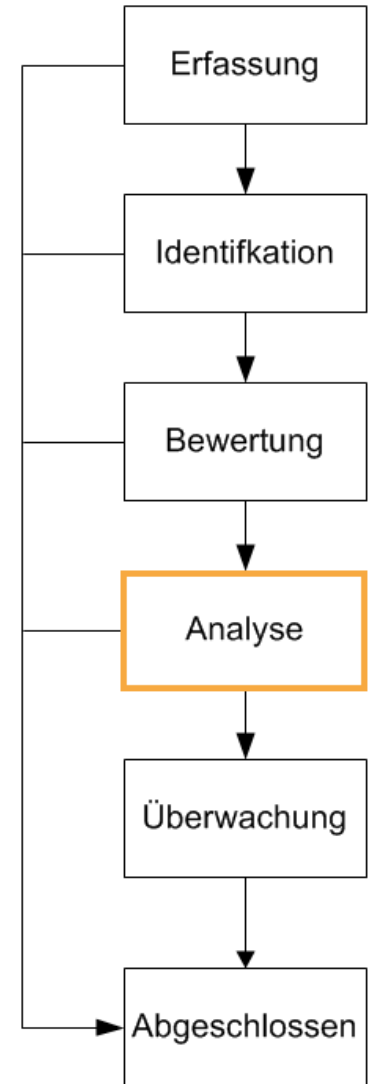 Erfassung
Identifkation
Bewertung
Analyse
Überwachung
Abgeschlossen